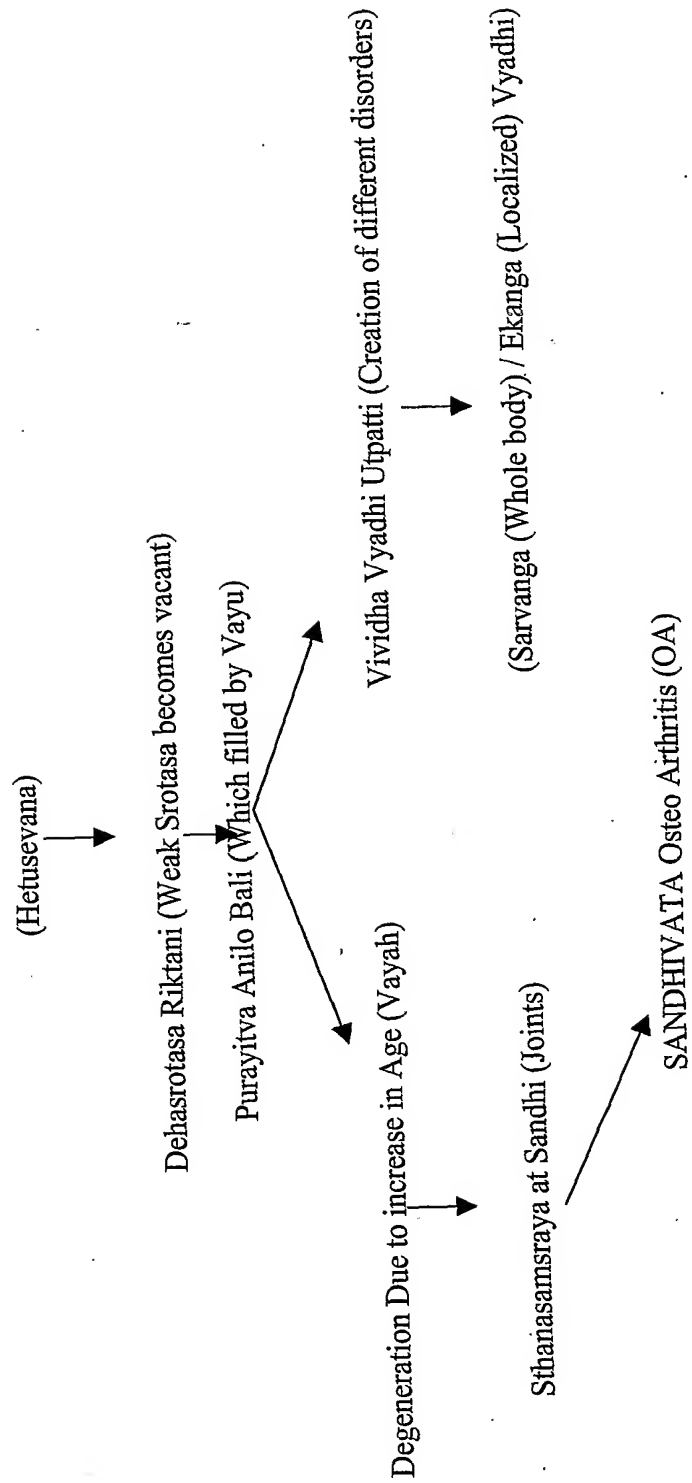 (Hetusevana)
Dehasrotasa Riktani (Weak Srotasa becomes vacant)
Purayitva Anilo Bali (Which filled by Vayu)
Degeneration Due to increase in Age (Vayah)
Vividha Vyadhi Utpatti (Creation of different disorders)
Sthanasamsraya at Sandhi (Joints)
(Sarvanga (Whole body) / Ekanga (Localized) Vyadhi)
SANDHIVATA Osteo Arthritis (OA)